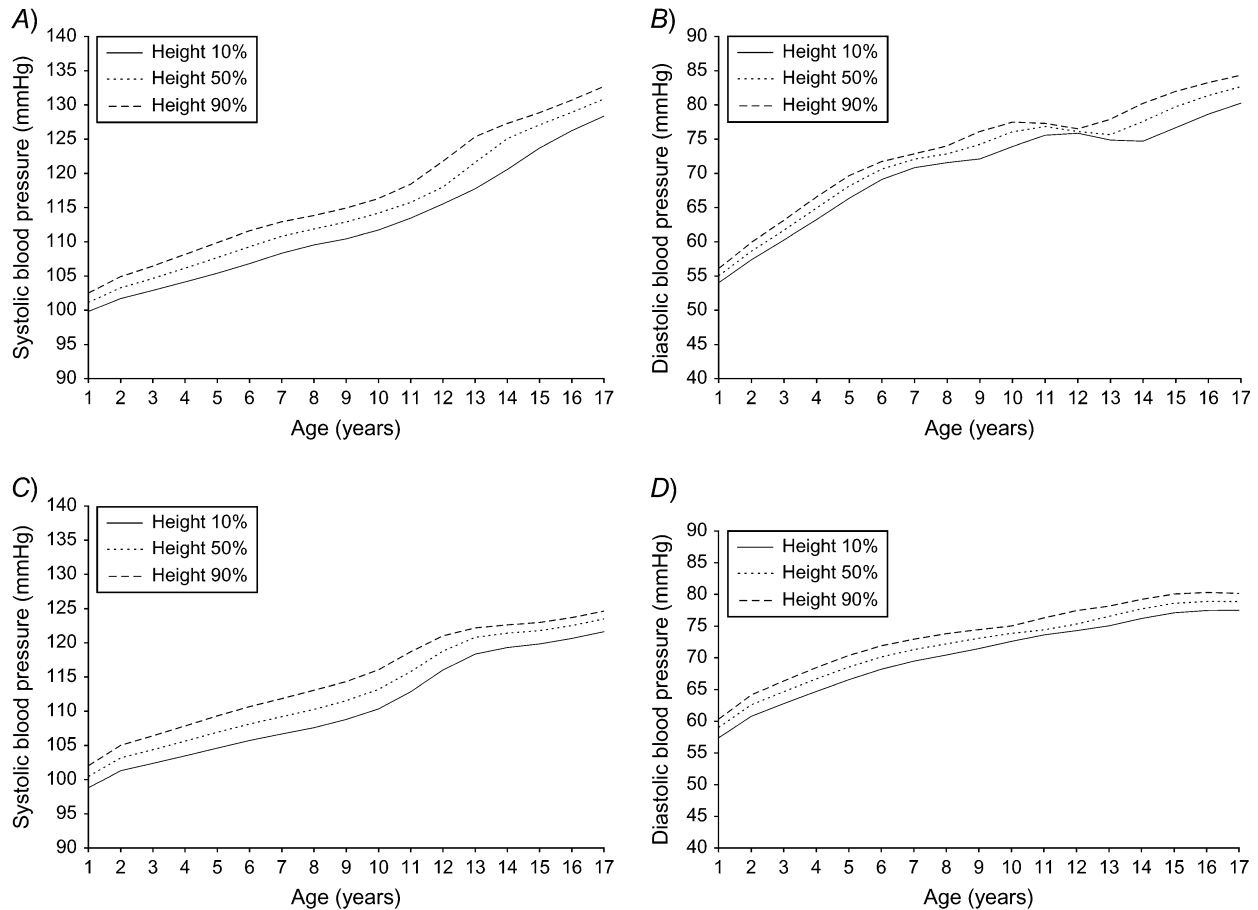 A)
Systolic blood pressure (mmHg)
140
135
130
125
120
115
110
105
100
95
90
Height 10%
Height 50%
Height 90%
1 2 3 4 5 6 7 8 9 10 11 12 13 14 15 16 17
Age (years)
B)
Diastolic blood pressure (mmHg)
90
85
80
75
70
65
60
55
50
45
40
Height 10%
Height 50%
Height 90%
1 2 3 4 5 6 7 8 9 10 11 12 13 14 15 16 17
Age (years)
C)
Systolic blood pressure (mmHg)
140
135
130
125
120
115
110
105
100
95
90
Height 10%
Height 50%
Height 90%
1 2 3 4 5 6 7 8 9 10 11 12 13 14 15 16 17
Age (years)
D)
Diastolic blood pressure (mmHg)
90
85
80
75
70
65
60
55
50
45
40
Height 10%
Height 50%
Height 90%
1 2 3 4 5 6 7 8 9 10 11 12 13 14 15 16 17
Age (years)